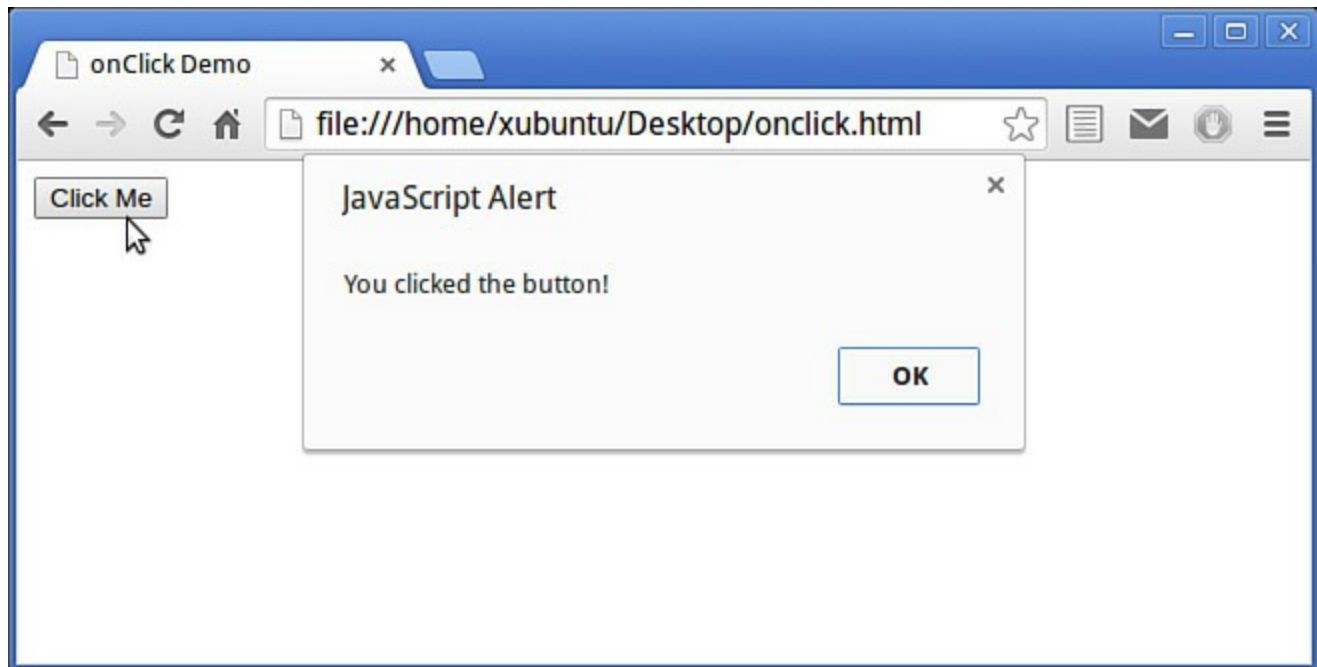 onClick Demo
file:///home/xubuntu/Desktop/onclick.html
Click Me
JavaScript Alert
You clicked the button!
OK